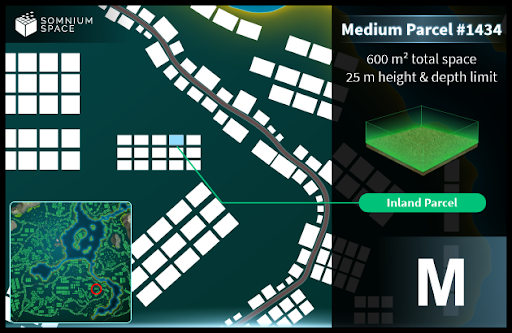 SOMNIUM
SPACE
Medium Parcel #1434
600 m² total space
25 m height & depth limit
Inland Parcel
M